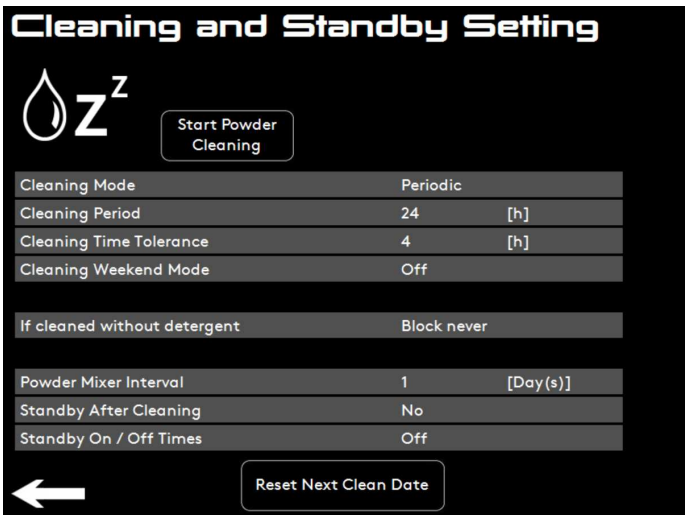 Cleaning and Standby Setting
zz
Start Powder
Cleaning
Cleaning Mode Periodic
Cleaning Period 24 [h]
Cleaning Time Tolerance 4 [h]
Cleaning Weekend Mode Off
If cleaned without detergent Block never
Powder Mixer Interval 1 [Day(s)]
Standby After Cleaning No
Standby On / Off Times Off
Reset Next Clean Date